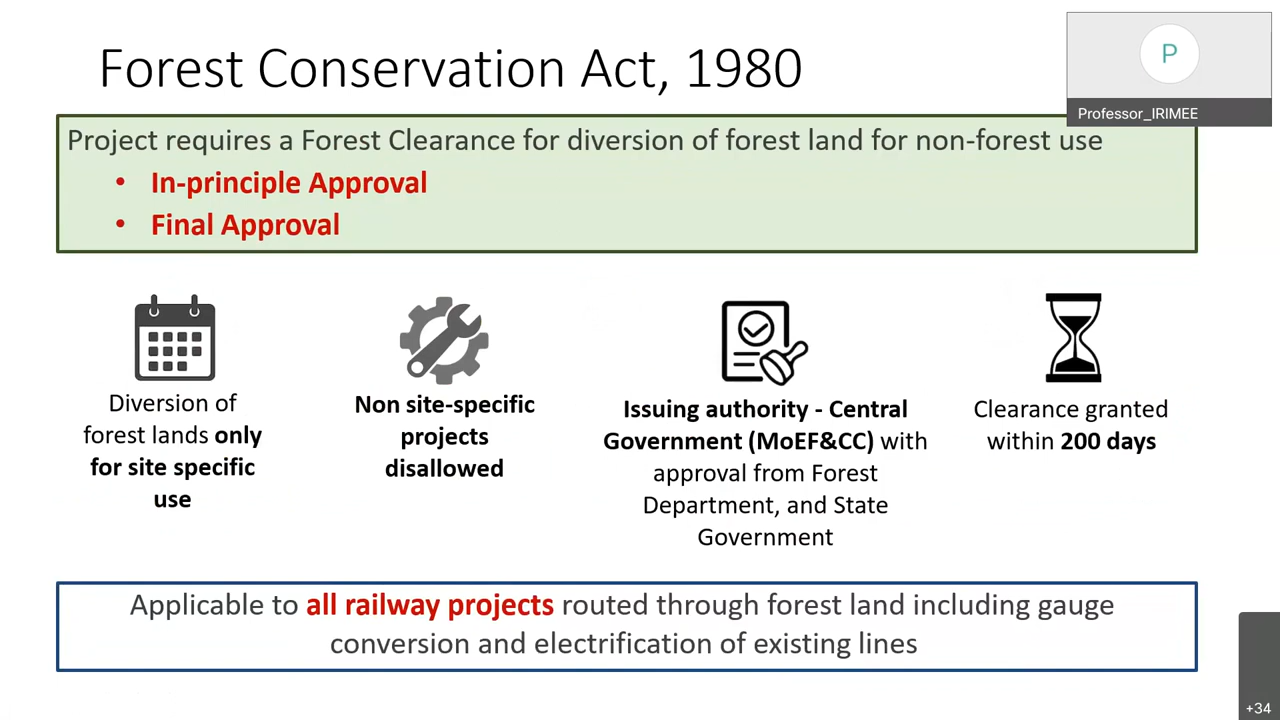 Forest Conservation Act, 1980
P
Professor_IRIMEE
Project requires a Forest Clearance for diversion of forest land for non-forest use
• In-principle Approval
• Final Approval
Diversion of
forest lands only
for site specific
use
Non site-specific
projects
disallowed
Issuing authority - Central
Government (MoEF&CC) with
approval from Forest
Department, and State
Government
Clearance granted
within 200 days
Applicable to all railway projects routed through forest land including gauge
conversion and electrification of existing lines
+34